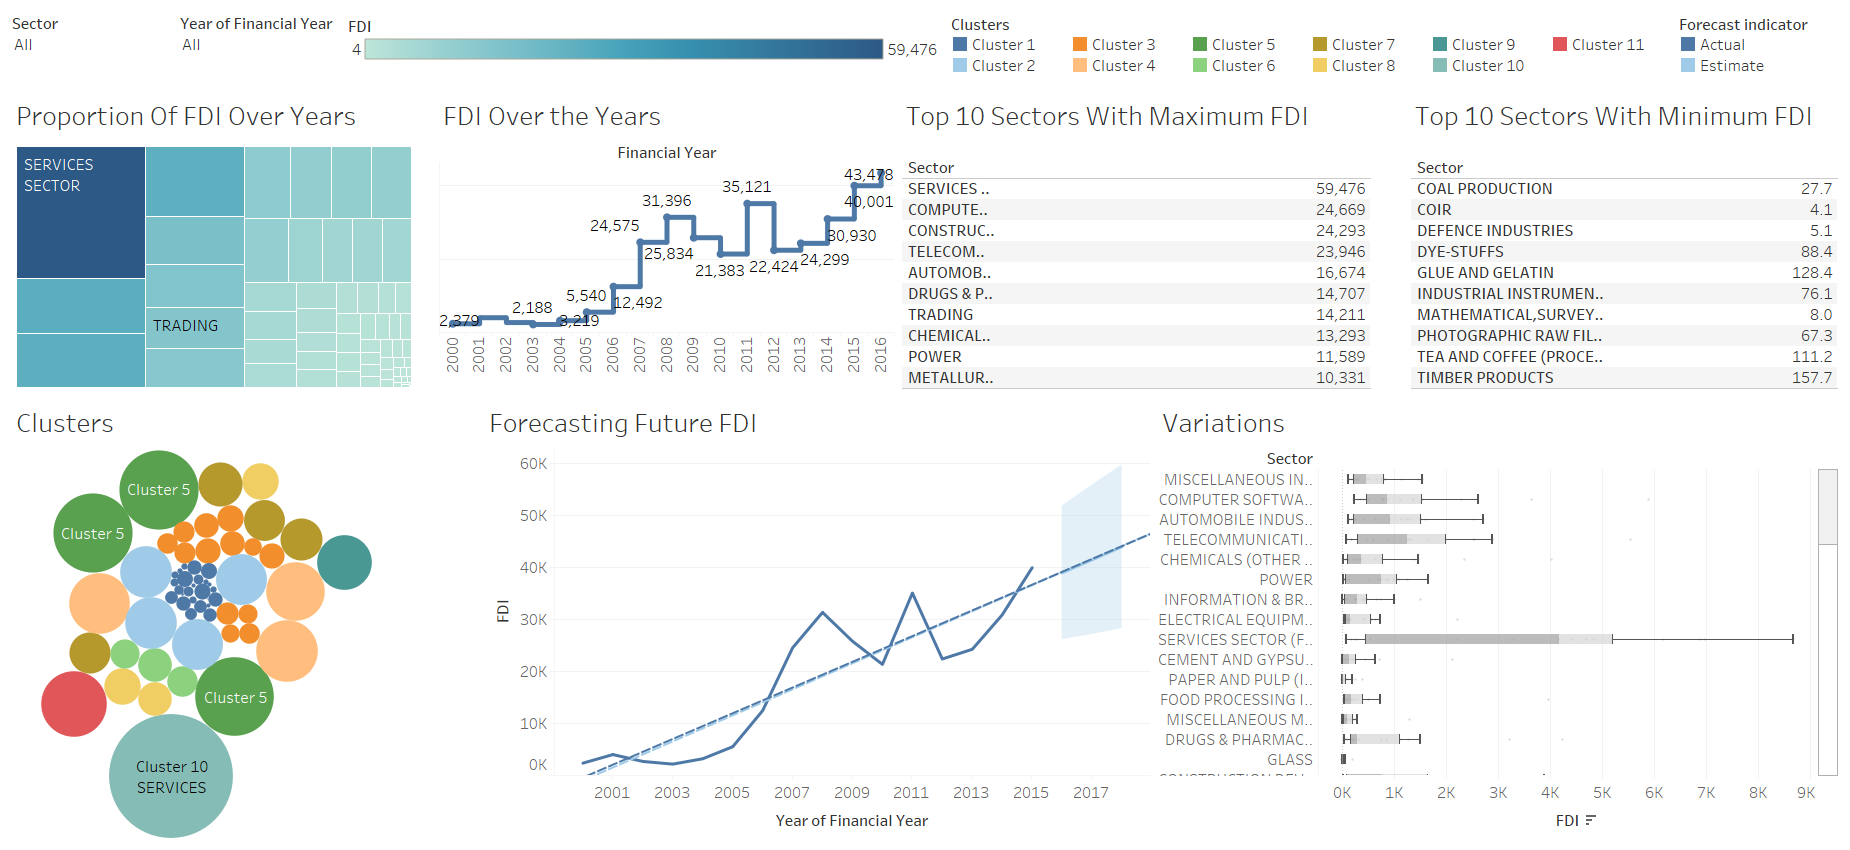 Sector
All
Year of Financial Year
All
FDI
4
59,476
Clusters
Cluster 1
Cluster 2
Cluster 3
Cluster 4
Cluster 5
Cluster 6
Cluster 7
Cluster 8
Cluster 9
Cluster 10
Cluster 11
Forecast indicator
Actual
Estimate
Proportion Of FDI Over Years
SERVICES
SECTOR
TRADING
FDI Over the Years
Financial Year
2,379
2,188
3,219
5,540
12,492
24,575
31,396
25,834
21,383
35,121
22,424
24,299
30,930
40,001
43,478
2000
2001
2002
2003
2004
2005
2006
2007
2008
2009
2010
2011
2012
2013
2014
2015
2016
Top 10 Sectors With Maximum FDI
Sector
SERVICES .. 59,476
COMPUTE.. 24,669
CONSTRUC.. 24,293
TELECOM.. 23,946
AUTOMOB.. 16,674
DRUGS & P.. 14,707
TRADING 14,211
CHEMICAL.. 13,293
POWER 11,589
METALLUR.. 10,331
Top 10 Sectors With Minimum FDI
Sector
COAL PRODUCTION 27.7
COIR 4.1
DEFENCE INDUSTRIES 5.1
DYE-STUFFS 88.4
GLUE AND GELATIN 128.4
INDUSTRIAL INSTRUMEN.. 76.1
MATHEMATICAL,SURVEY.. 8.0
PHOTOGRAPHIC RAW FIL.. 67.3
TEA AND COFFEE (PROCE.. 111.2
TIMBER PRODUCTS 157.7
Clusters
Cluster 5
Cluster 5
Cluster 5
Cluster 10
SERVICES
Forecasting Future FDI
FDI
60K
50K
40K
30K
20K
10K
0K
2001
2003
2005
2007
2009
2011
2013
2015
2017
Year of Financial Year
Variations
Sector
MISCELLANEOUS IN..
COMPUTER SOFTWA..
AUTOMOBILE INDUS..
TELECOMMUNICATI..
CHEMICALS (OTHER ..
POWER
INFORMATION & BR..
ELECTRICAL EQUIPM..
SERVICES SECTOR (F..
CEMENT AND GYPSU..
PAPER AND PULP (I..
FOOD PROCESSING I..
MISCELLANEOUS M..
DRUGS & PHARMAC..
GLASS
0K
1K
2K
3K
4K
5K
6K
7K
8K
9K
FDI